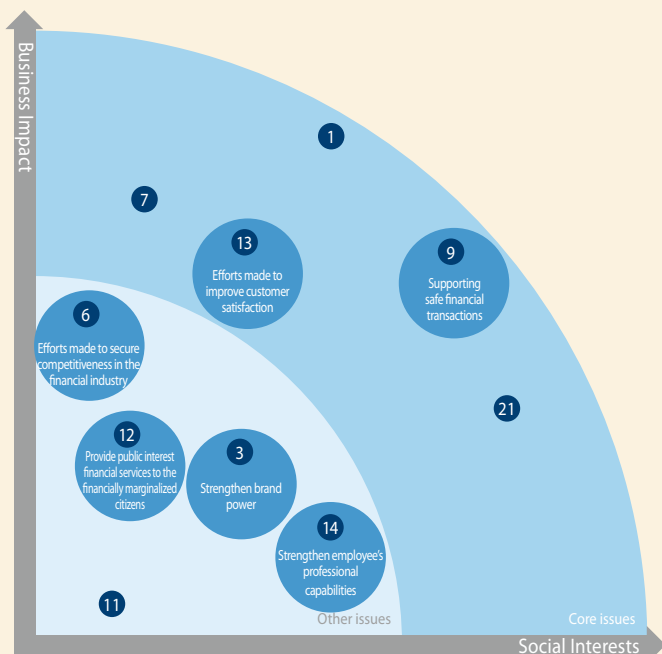 Business Impact
1
7
13
Efforts made to
improve customer
satisfaction
9
Supporting
safe financial
transactions
6
Efforts made to secure
competitiveness in the
financial industry
21
12
Provide public interest
financial services to the
financially marginalized
citizens
3
Strengthen brand
power
14
Strengthen employee's
professional
capabilities
11
Other issues
Core issues
Social Interests